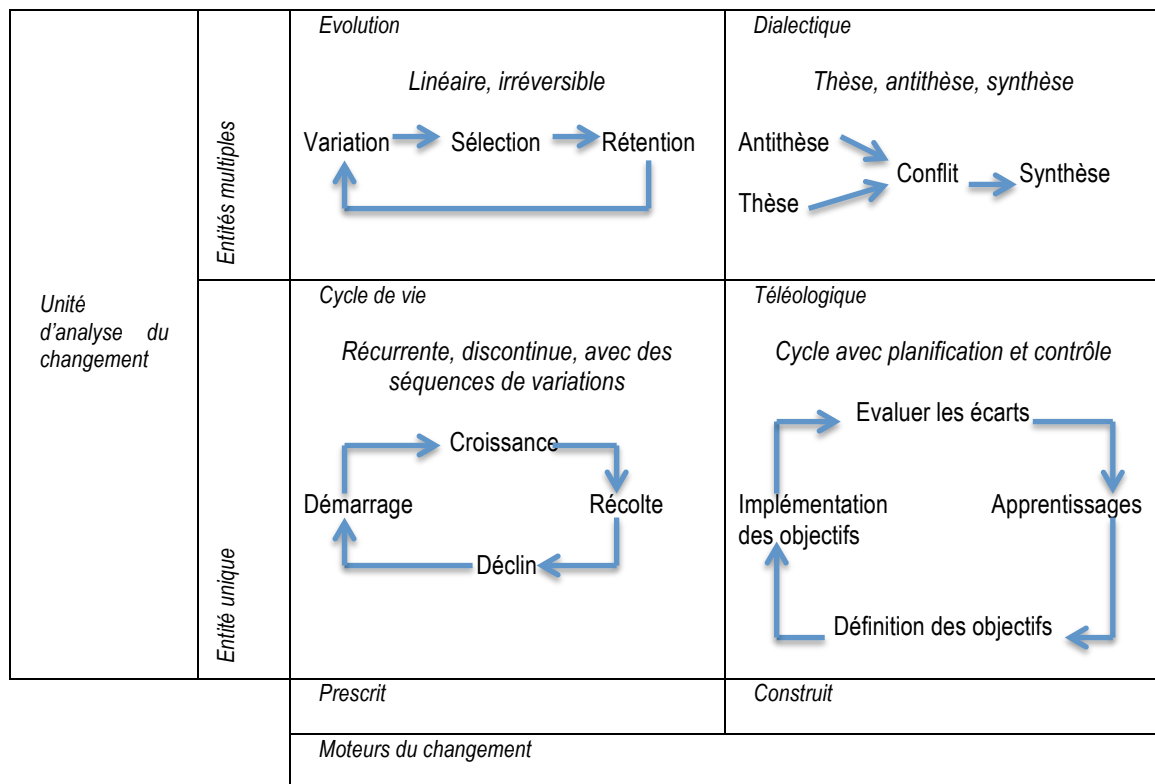 Evolution
Linéaire, irréversible
Variation Sélection Rétention
Dialectique
Thèse, antithèse, synthèse
Antithèse
Conflit Synthèse
Thèse
Entités multiples
Unité
d'analyse du
changement
Entité unique
Cycle de vie
Récurrente, discontinue, avec des
séquences de variations
Croissance
Démarrage Récolte
Déclin
Téléologique
Cycle avec planification et contrôle
Evaluer les écarts
Implémentation Apprentissages
des objectifs
Définition des objectifs
Prescrit
Construit
Moteurs du changement